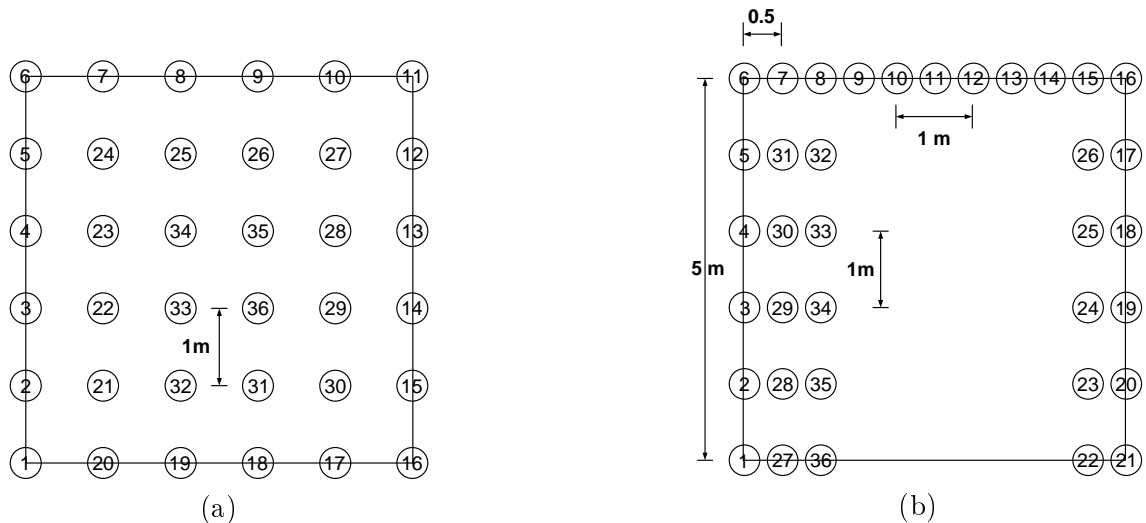 0.5
6 7 8 9 10 11
6 7 8 9 10 11 12 13 14 15 16
1 m
5 24 25 26 27 12
5 31 32 26 17
4 23 34 35 28 13
4 30 33 25 18
5 m
1m
3 22 33 36 29 14
3 29 34 24 19
1m
2 21 32 31 30 15
2 28 35 23 20
1 20 19 18 17 16
1 27 36 22 21
(a)
(b)